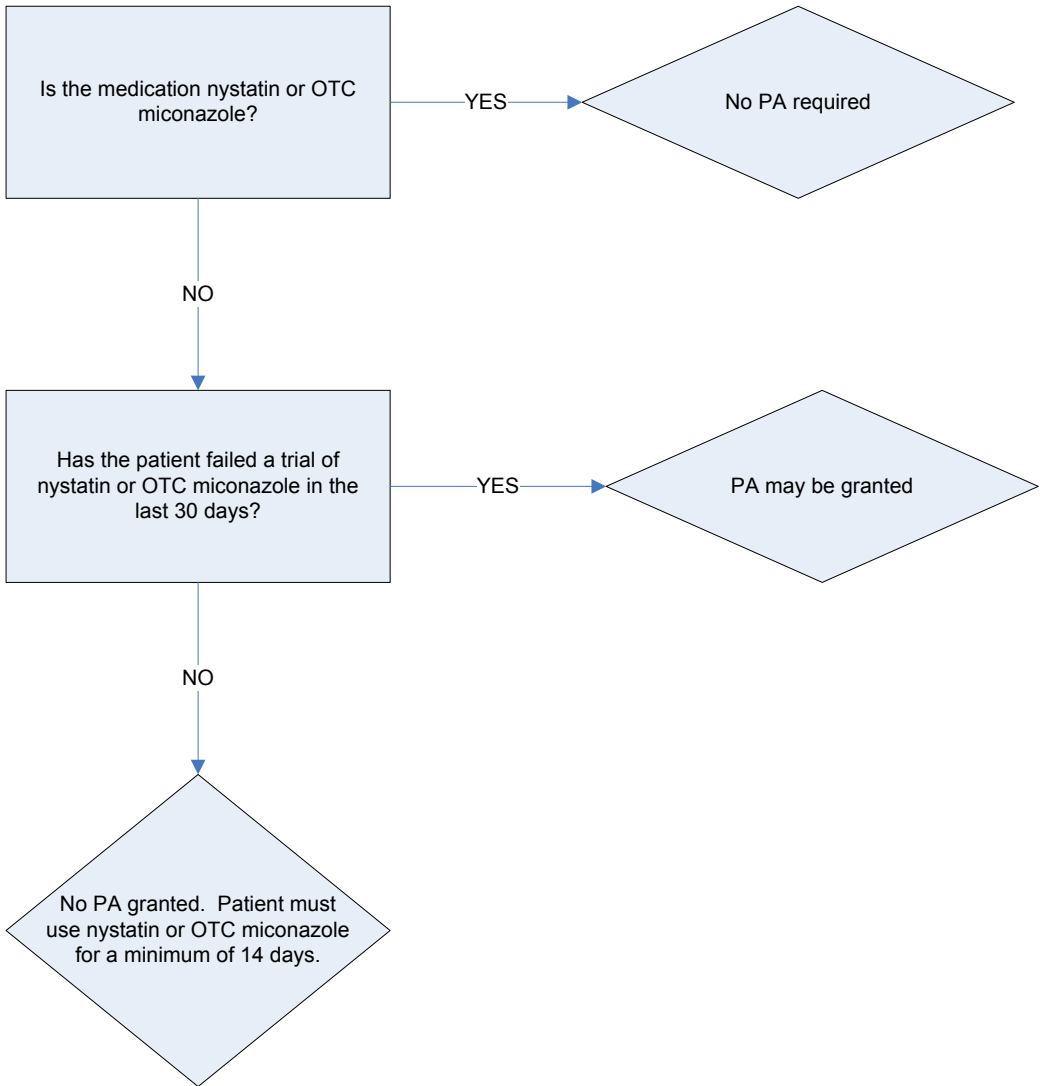 Is the medication nystatin or OTC
miconazole?
YES
No PA required
NO
Has the patient failed a trial of
nystatin or OTC miconazole in the
last 30 days?
YES
PA may be granted
NO
No PA granted.  Patient must
use nystatin or OTC miconazole
for a minimum of 14 days.